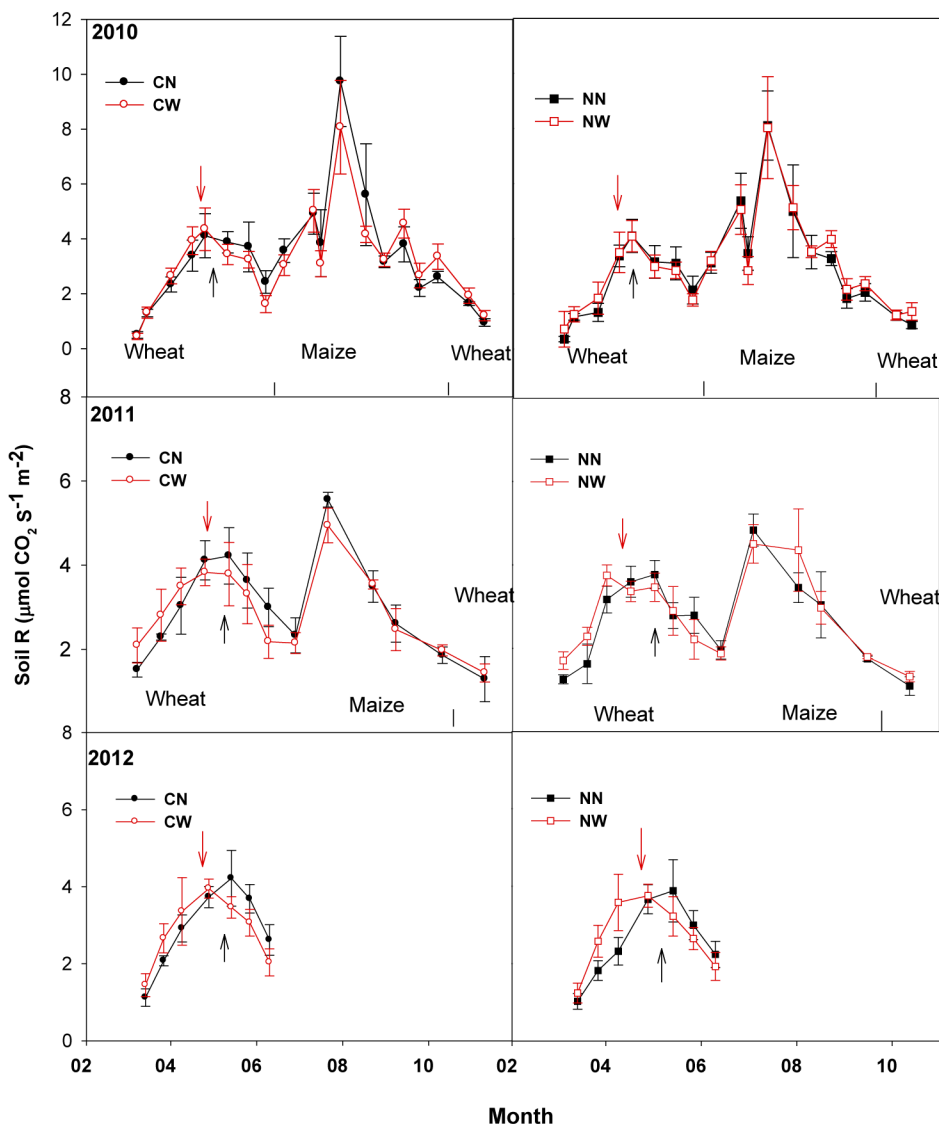 12
10
8
6
4
2
0
2010
CN
CW
NN
NW
Wheat
Maize
Wheat
Wheat
Maize
Wheat
8
6
4
2
2011
CN
CW
NN
NW
Wheat
Maize
Wheat
Wheat
Maize
Wheat
Soil R (μmol CO2 S-1 m-2)
8
6
4
2
0
2012
CN
CW
NN
NW
02 04 06 08 10 02 04 06 08 10
Month